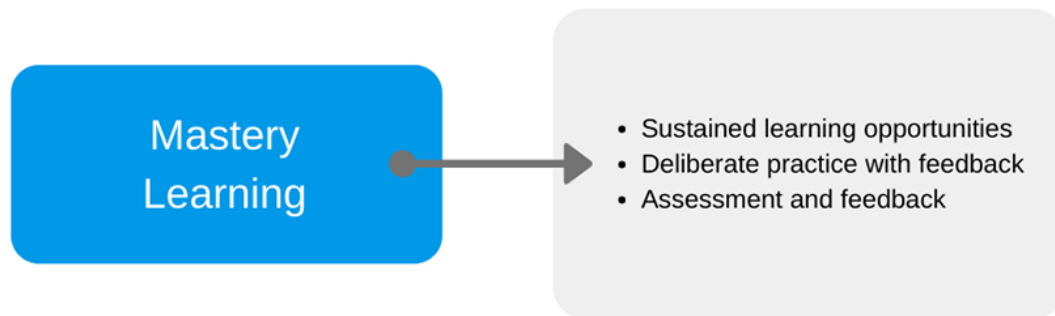 Mastery
Learning
• Sustained learning opportunities
• Deliberate practice with feedback
• Assessment and feedback